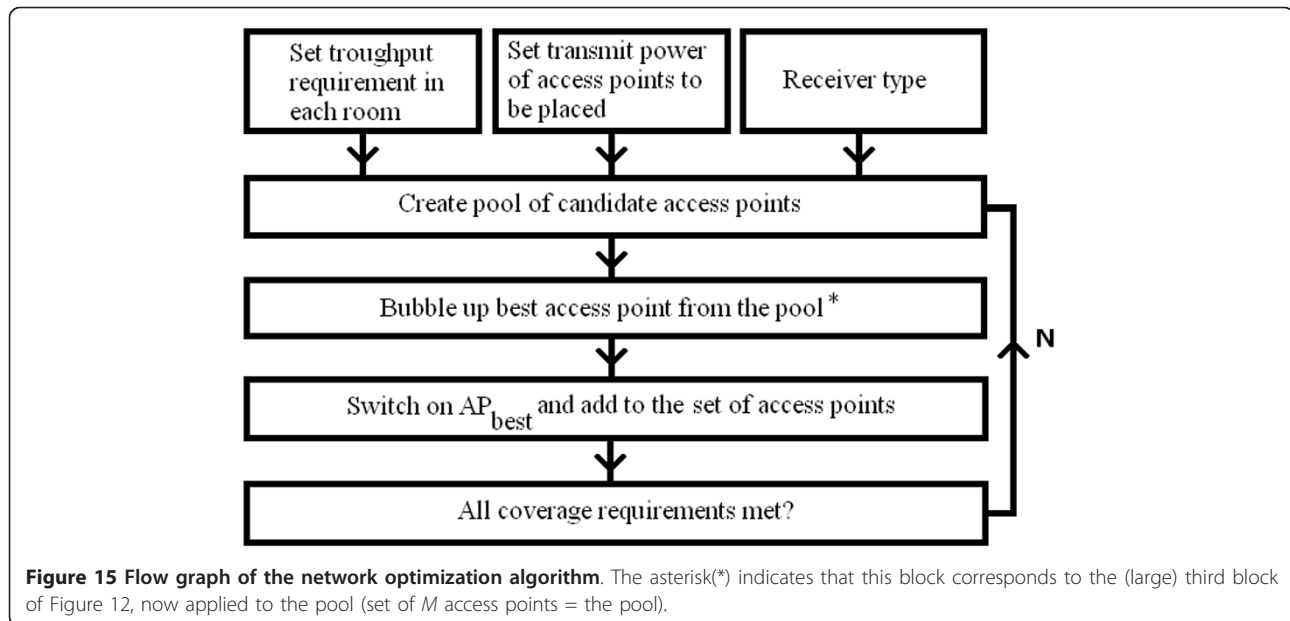 Set troughput
requirement in
each room
Set transmit power
of access points to
be placed
Receiver type
Create pool of candidate access points
Bubble up best access point from the pool *
Switch on AP_best and add to the set of access points
N
All coverage requirements met?
Figure 15 Flow graph of the network optimization algorithm. The asterisk(*) indicates that this block corresponds to the (large) third block
of Figure 12, now applied to the pool (set of M access points = the pool).